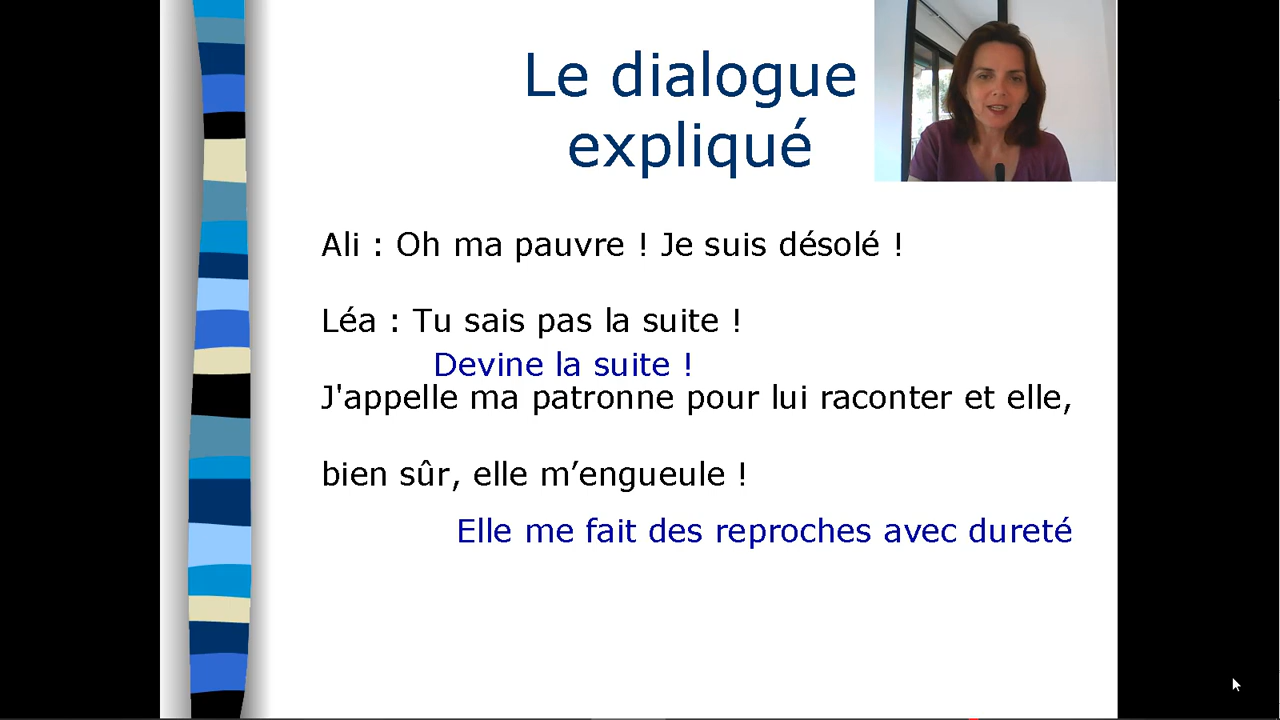 Le dialogue
expliqué
Ali : Oh ma pauvre ! Je suis désolé !
Léa : Tu sais pas la suite !
Devine la suite !
J'appelle ma patronne pour lui raconter et elle,
bien sûr, elle m’engueule !
Elle me fait des reproches avec dureté